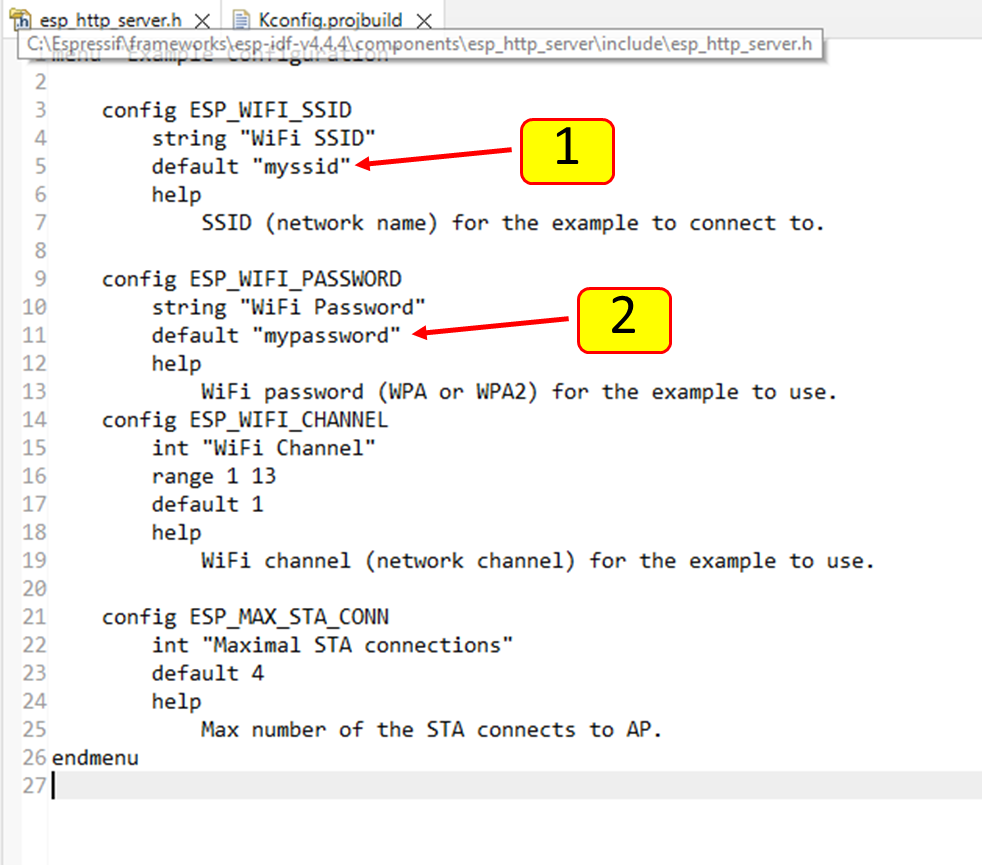 esp_http_server.h Kconfig.projbuild
C:\Espressif\frameworks\esp-idf-v4.4.4\components\esp_http_server\include\esp_http_server.h
1 menu "Example Configuration"
2
3 config ESP_WIFI_SSID
4 string "WiFi SSID"
5 default "myssid"
1
6 help
7 SSID (network name) for the example to connect to.
8
9 config ESP_WIFI_PASSWORD
10 string "WiFi Password"
11 default "mypassword"
2
12 help
13 WiFi password (WPA or WPA2) for the example to use.
14 config ESP_WIFI_CHANNEL
15 int "WiFi Channel"
16 range 1 13
17 default 1
18 help
19 WiFi channel (network channel) for the example to use.
20
21 config ESP_MAX_STA_CONN
22 int "Maximal STA connections"
23 default 4
24 help
25 Max number of the STA connects to AP.
26 endmenu
27